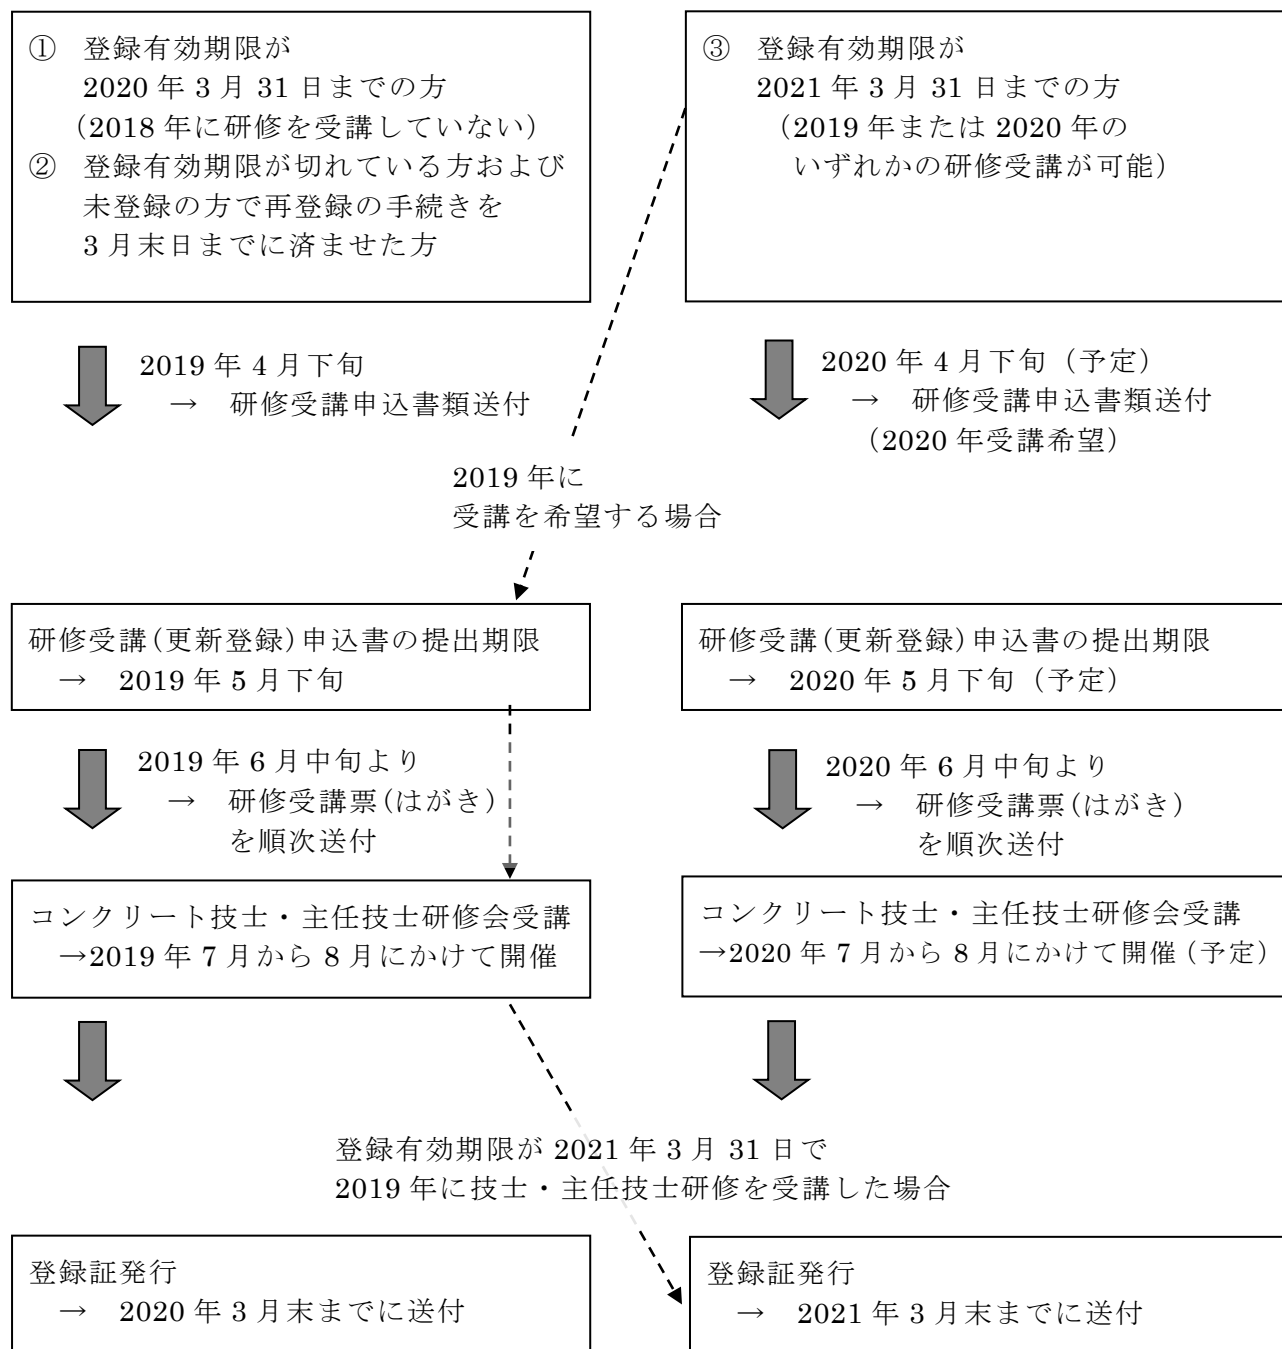 ① 登録有効期限が
2020 年 3 月 31 日までの方
（2018 年に研修を受講していない）
② 登録有効期限が切れている方および
未登録の方で再登録の手続きを
3 月末日までに済ませた方
③ 登録有効期限が
2021 年 3 月 31 日までの方
（2019 年または 2020 年の
いずれかの研修受講が可能）
2019 年 4 月下旬
→ 研修受講申込書類送付
2020 年 4 月下旬（予定）
→ 研修受講申込書類送付
（2020 年受講希望）
2019 年に
受講を希望する場合
研修受講(更新登録)申込書の提出期限
→ 2019 年 5 月下旬
研修受講(更新登録)申込書の提出期限
→ 2020 年 5 月下旬（予定）
2019 年 6 月中旬より
→ 研修受講票(はがき)
を順次送付
2020 年 6 月中旬より
→ 研修受講票(はがき)
を順次送付
コンクリート技士・主任技士研修会受講
→2019 年 7 月から 8 月にかけて開催
コンクリート技士・主任技士研修会受講
→2020 年 7 月から 8 月にかけて開催(予定)
登録有効期限が 2021 年 3 月 31 日で
2019 年に技士・主任技士研修を受講した場合
登録証発行
→ 2020 年 3 月末までに送付
登録証発行
→ 2021 年 3 月末までに送付